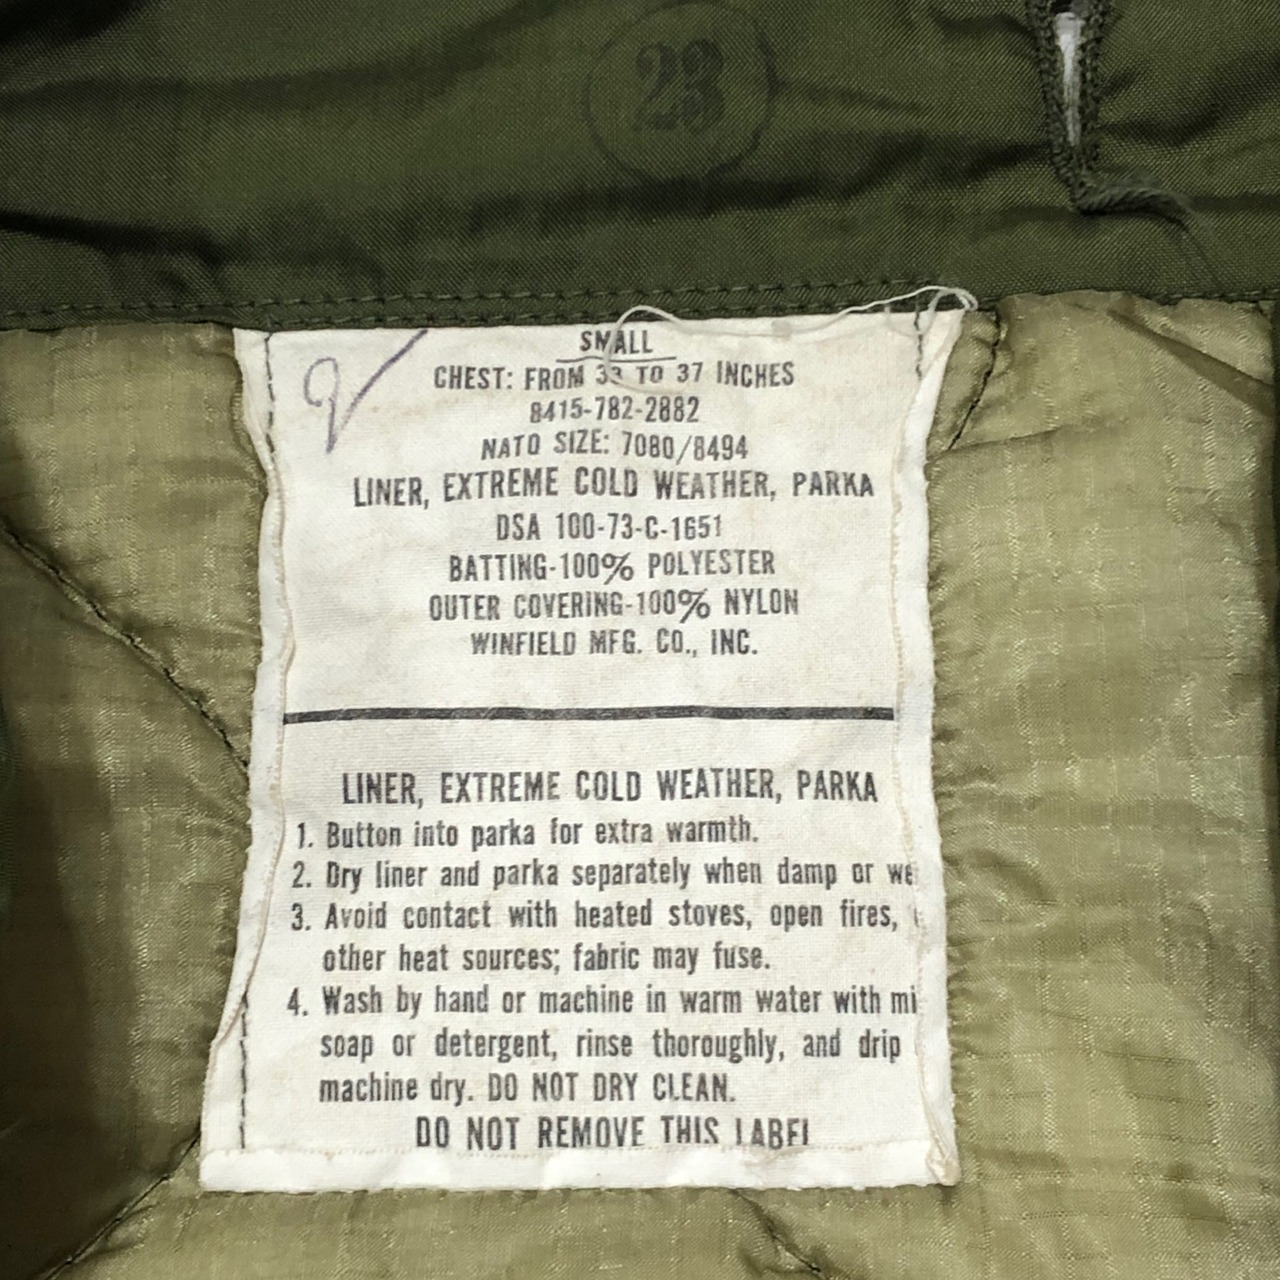 23
SMALL
CHEST: FROM 33 TO 37 INCHES
8415-782-2882
NATO SIZE: 7080/8494
LINER, EXTREME COLD WEATHER, PARKA
DSA 100-73-C-1651
BATTING-100% POLYESTER
OUTER COVERING-100% NYLON
WINFIELD MFG. CO., INC.
LINER, EXTREME COLD WEATHER, PARKA
1. Button into parka for extra warmth.
2. Dry liner and parka separately when damp or we
3. Avoid contact with heated stoves, open fires,
other heat sources; fabric may fuse.
4. Wash by hand or machine in warm water with mi
soap or detergent, rinse thoroughly, and drip
machine dry. DO NOT DRY CLEAN.
DO NOT REMOVE THIS LABEL